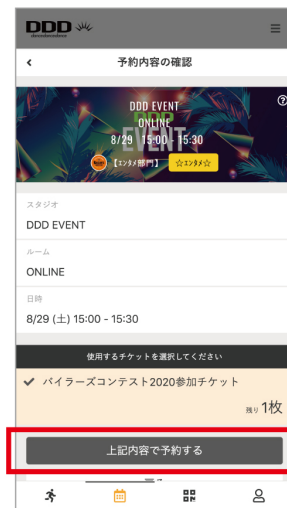 DDD
dancedancedance
予約内容の確認
DDD EVENT
ONLINE
8/29 15:00 - 15:30
【エンタメ部門】 ☆エンタメ☆
スタジオ
DDD EVENT
ルーム
ONLINE
日時
8/29 (土) 15:00 - 15:30
使用するチケットを選択してください
バイラーズコンテスト2020参加チケット
残り 1枚
上記内容で予約する